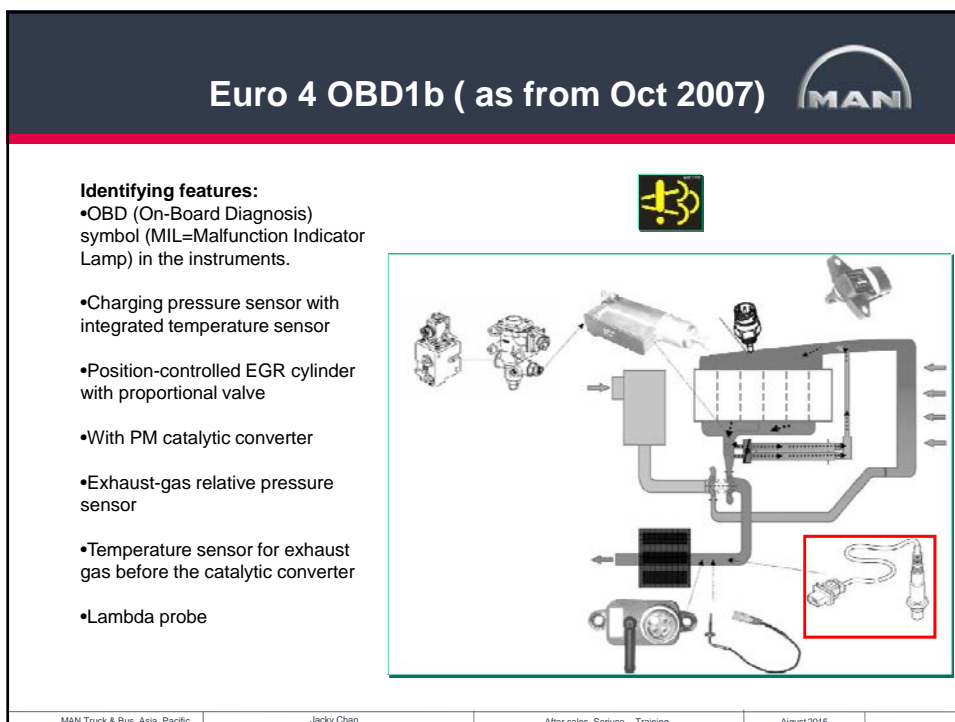 Euro 4 OBD1b ( as from Oct 2007)
MAN
Identifying features:
•OBD (On-Board Diagnosis)
symbol (MIL=Malfunction Indicator
Lamp) in the instruments.
•Charging pressure sensor with
integrated temperature sensor
•Position-controlled EGR cylinder
with proportional valve
•With PM catalytic converter
•Exhaust-gas relative pressure
sensor
•Temperature sensor for exhaust
gas before the catalytic converter
•Lambda probe
MAN Truck & Bus Asia Pacific
Jacky Chan
After sales Serivce Training